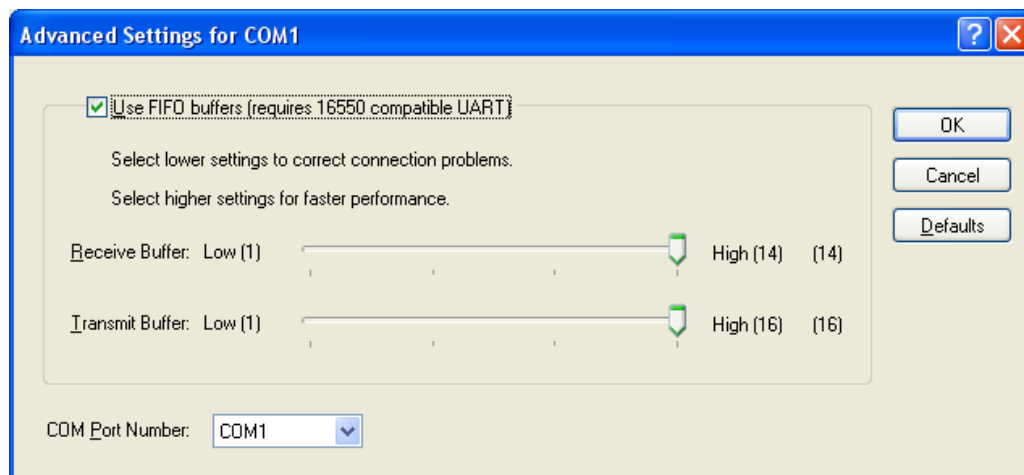 Advanced Settings for COM1
?
Use FIFO buffers (requires 16550 compatible UART)
OK
Select lower settings to correct connection problems.
Cancel
Select higher settings for faster performance.
Defaults
Receive Buffer: Low (1) High (14) (14)
Transmit Buffer: Low (1) High (16) (16)
COM Port Number: COM1